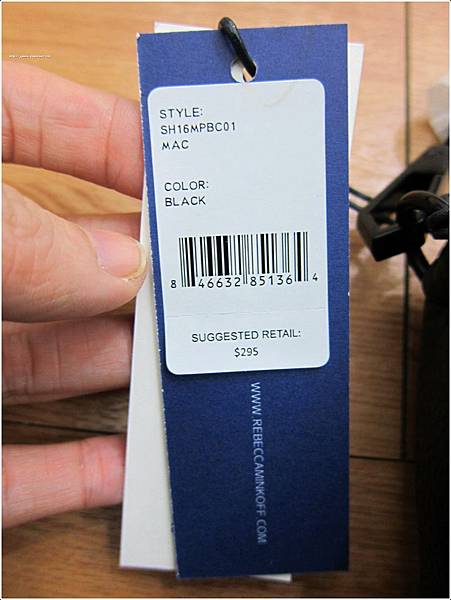 STYLE:
SH16MPBC01
MAC
COLOR:
BLACK
8 46632 85136 4
SUGGESTED RETAIL:
$295
WWW.REBECCAMINKOFF.COM